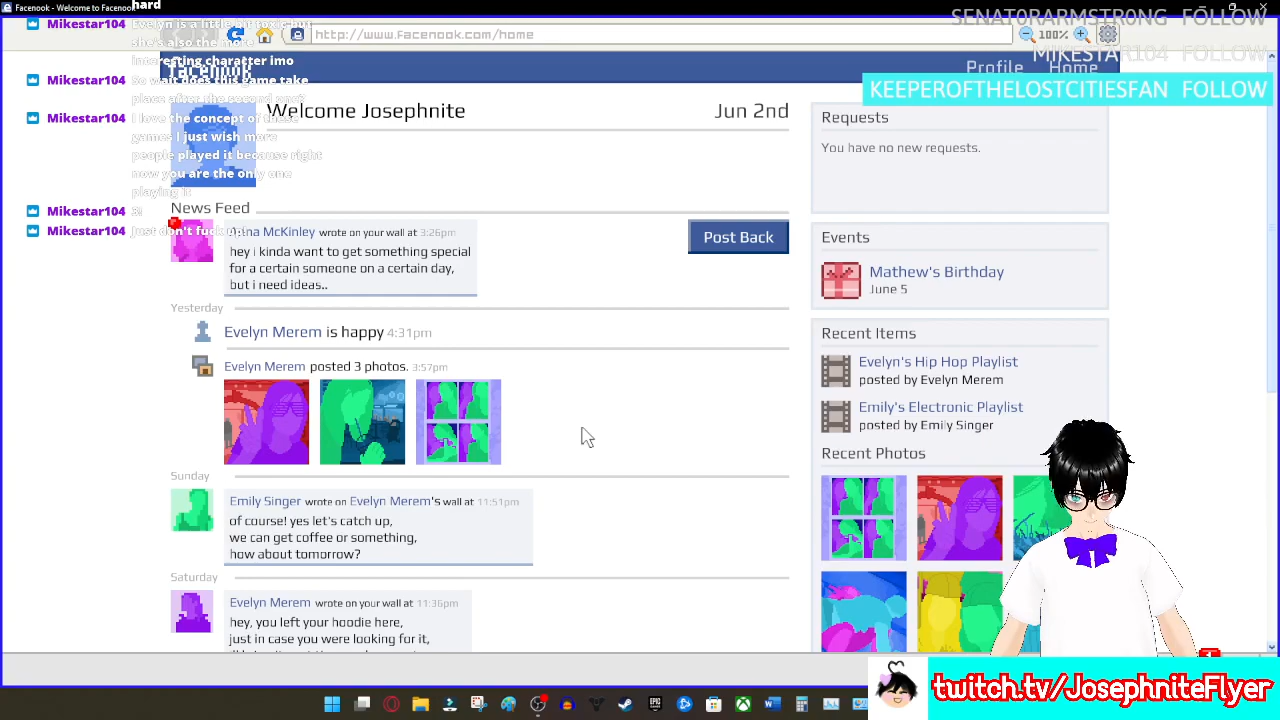 Facenook - Welcome to Facenook
hard
Mikestar104 Evelyn is a little bit toxic but
she's also the more
interesting character imo
Mikestar104 So wait does this game take
place after the second one?
Mikestar104 I love the concept of these
games I just wish more
people played it because right
now you are the only one
playing it
Mikestar104 3!
Mikestar104 Just don't fuck up!
http://www.facenook.com/home
100%
SENAT0RARMSTR0NG FOLLOW
MIKESTAR104 FOLLOW
KEEPEROFTHELOSTCITIESFAN FOLLOW
facenook
Profile Home
Welcome Josephnite
Jun 2nd
News Feed
McKinley wrote on your wall at 3:26pm
hey i kinda want to get something special
for a certain someone on a certain day,
but i need ideas..
Post Back
Yesterday
Evelyn Merem is happy 4:31pm
Evelyn Merem posted 3 photos. 3:57pm
Sunday
Emily Singer wrote on Evelyn Merem's wall at 11:51pm
of course! yes let's catch up,
we can get coffee or something,
how about tomorrow?
Saturday
Evelyn Merem wrote on your wall at 11:36pm
hey, you left your hoodie here,
just in case you were looking for it,
Requests
You have no new requests.
Events
Mathew's Birthday
June 5
Recent Items
Evelyn's Hip Hop Playlist
posted by Evelyn Merem
Emily's Electronic Playlist
posted by Emily Singer
Recent Photos
1
twitch.tv/JosephniteFlyer